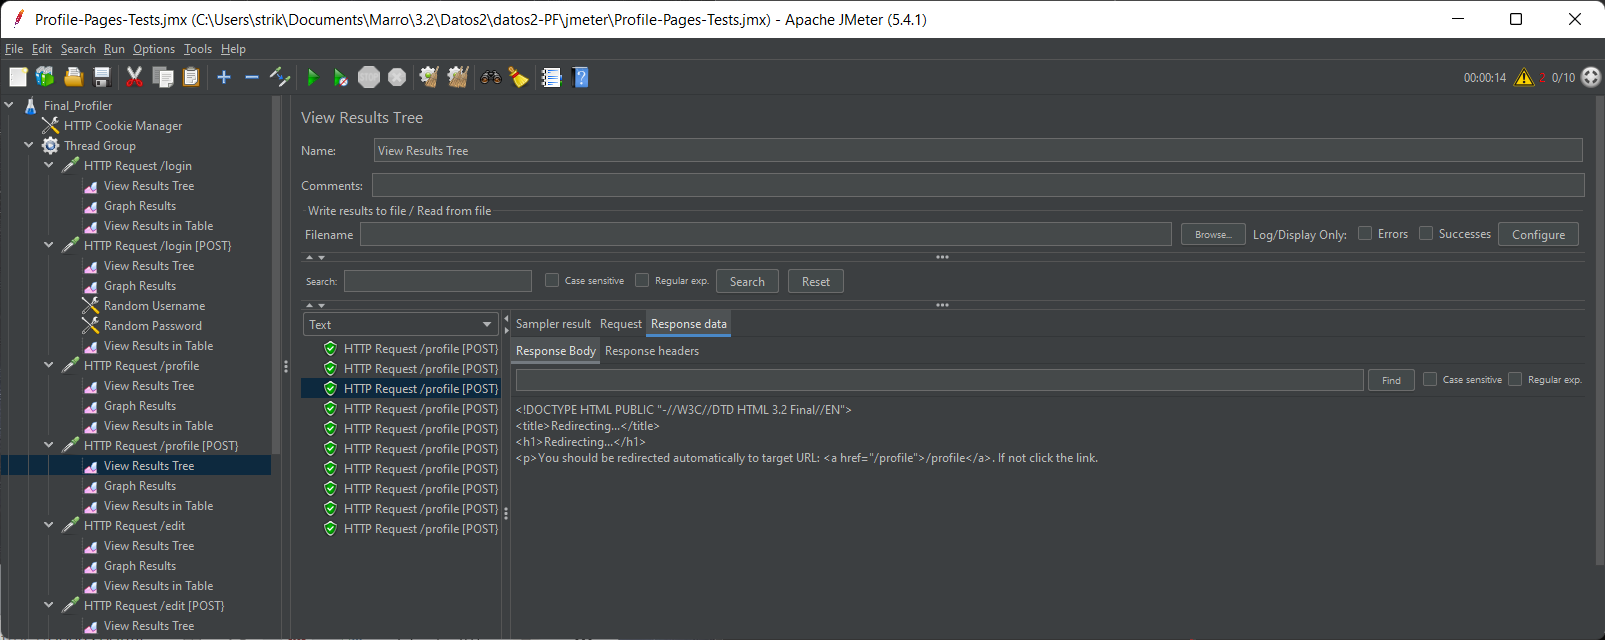 Profile-Pages-Tests.jmx (C:\Users\strik\Documents\Marro\3.2\Datos2\datos2-PF\jmeter\Profile-Pages-Tests.jmx) - Apache JMeter (5.4.1)
File Edit Search Run Options Tools Help
STOP 00:00:14 2 0/10
Final_Profiler
HTTP Cookie Manager
Thread Group
HTTP Request /login
View Results Tree
Graph Results
View Results in Table
HTTP Request /login [POST}
View Results Tree
Graph Results
Random Username
Random Password
View Results in Table
HTTP Request /profile
View Results Tree
Graph Results
View Results in Table
HTTP Request /profile [POST}
View Results Tree
Graph Results
View Results in Table
HTTP Request /edit
View Results Tree
Graph Results
View Results in Table
HTTP Request /edit [POST}
View Results Tree
View Results Tree
Name: View Results Tree
Comments:
Write results to file / Read from file
Filename Browse... Log/Display Only: Errors Successes Configure
Search: Case sensitive Regular exp. Search Reset
Text
HTTP Request /profile [POST}
HTTP Request /profile [POST}
HTTP Request /profile [POST}
HTTP Request /profile [POST}
HTTP Request /profile [POST}
HTTP Request /profile [POST}
HTTP Request /profile [POST}
HTTP Request /profile [POST}
HTTP Request /profile [POST}
HTTP Request /profile [POST}
Sampler result Request Response data
Response Body Response headers
Find Case sensitive Regular exp.
<!DOCTYPE HTML PUBLIC "-//W3C//DTD HTML 3.2 Final//EN">
<title>Redirecting...</title>
<h1>Redirecting...</h1>
<p>You should be redirected automatically to target URL: <a href="/profile">/profile</a>. If not click the link.